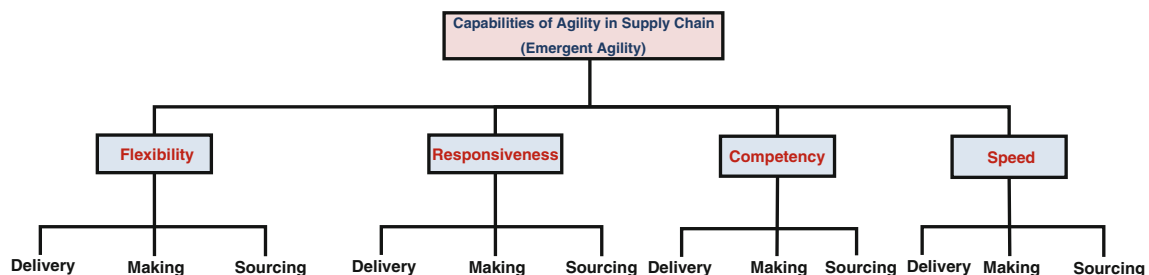 Capabilities of Agility in Supply Chain
(Emergent Agility)
Flexibility
Responsiveness
Competency
Speed
Delivery
Making
Sourcing
Delivery
Making
Sourcing
Delivery
Making
Sourcing
Delivery
Making
Sourcing